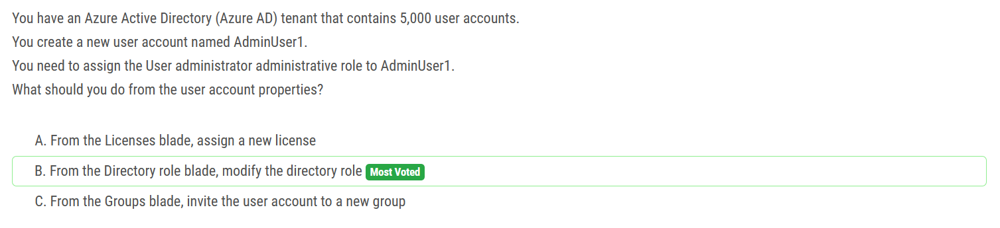 You have an Azure Active Directory (Azure AD) tenant that contains 5,000 user accounts.
You create a new user account named AdminUser1.
You need to assign the User administrator administrative role to AdminUser1.
What should you do from the user account properties?
A. From the Licenses blade, assign a new license
B. From the Directory role blade, modify the directory role Most Voted
C. From the Groups blade, invite the user account to a new group